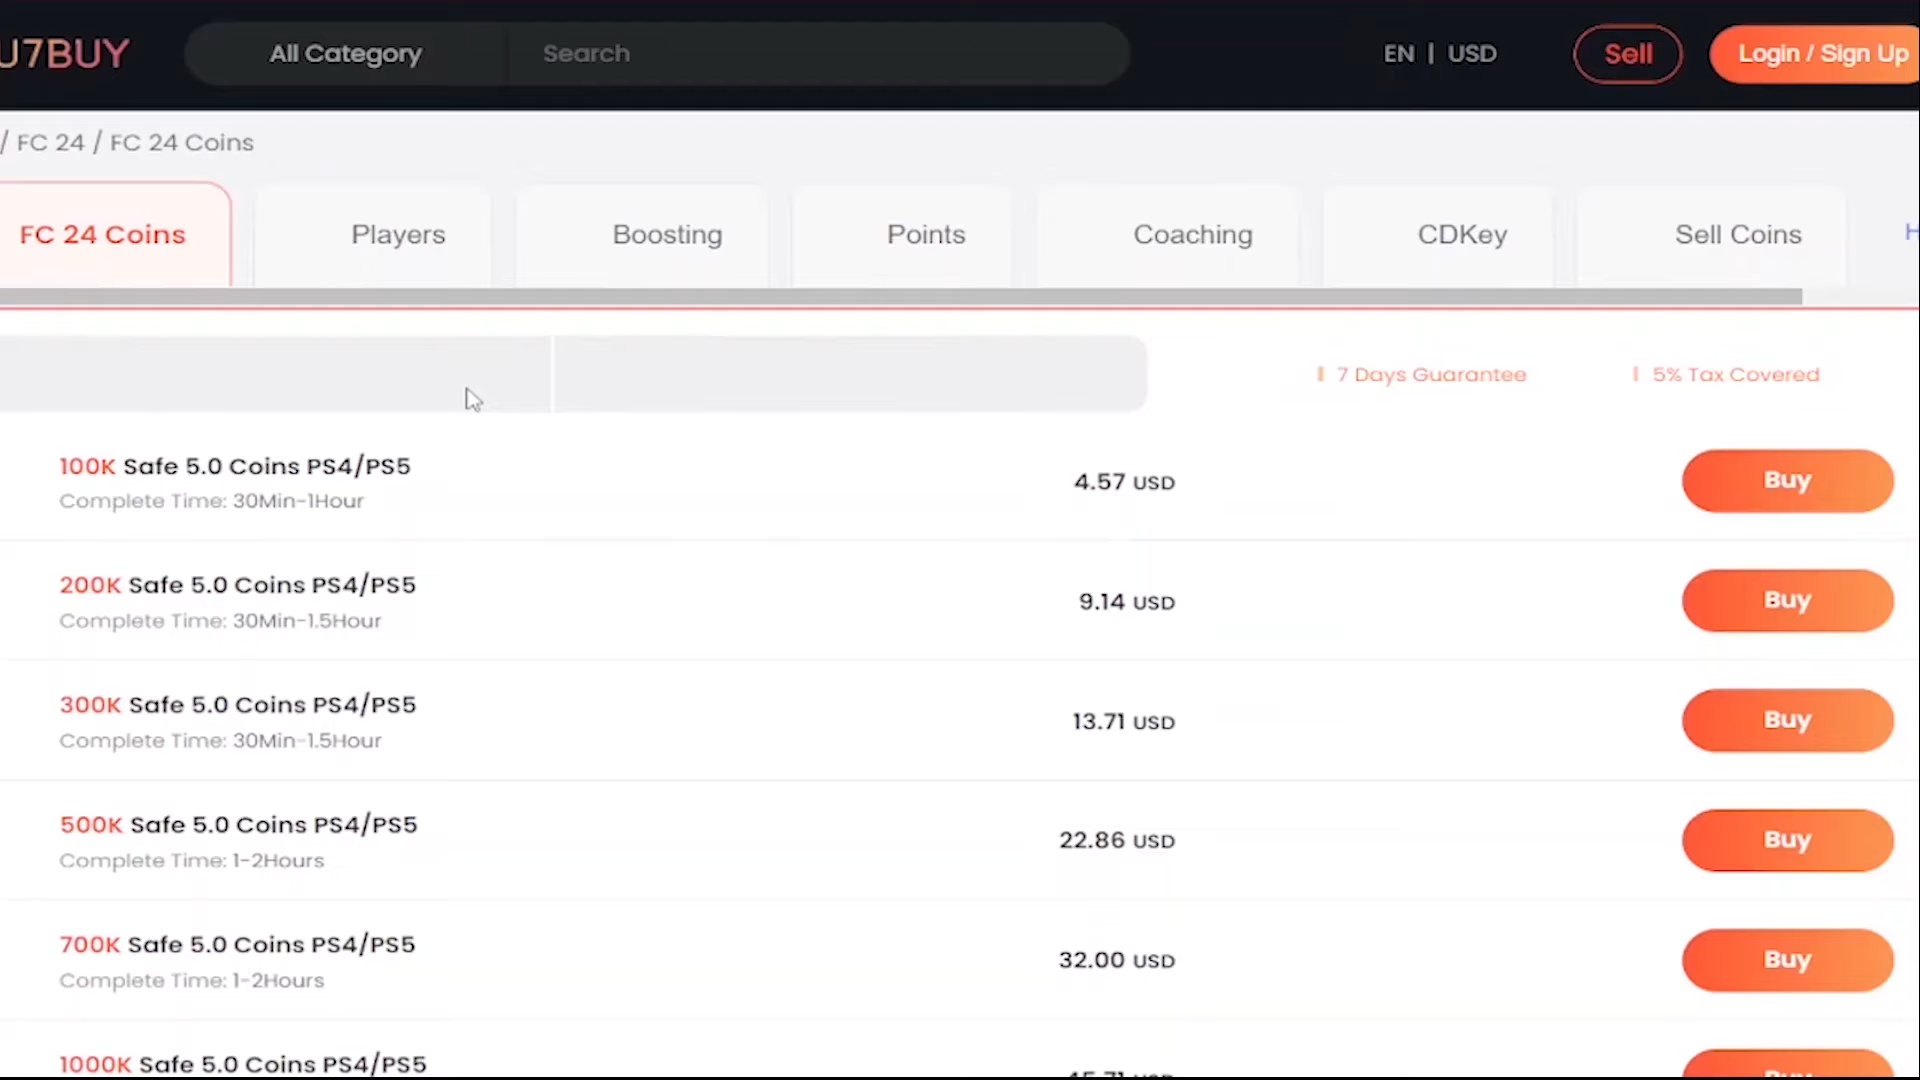 U7BUY
All Category
Search
EN | USD
Sell
Login / Sign Up
/ FC 24 / FC 24 Coins
FC 24 Coins
Players
Boosting
Points
Coaching
CDKey
Sell Coins
7 Days Guarantee
5% Tax Covered
100K Safe 5.0 Coins PS4/PS5
Complete Time: 30Min-1Hour
4.57 USD
Buy
200K Safe 5.0 Coins PS4/PS5
Complete Time: 30Min-1.5Hour
9.14 USD
Buy
300K Safe 5.0 Coins PS4/PS5
Complete Time: 30Min-1.5Hour
13.71 USD
Buy
500K Safe 5.0 Coins PS4/PS5
Complete Time: 1-2Hours
22.86 USD
Buy
700K Safe 5.0 Coins PS4/PS5
Complete Time: 1-2Hours
32.00 USD
Buy
1000K Safe 5.0 Coins PS4/PS5